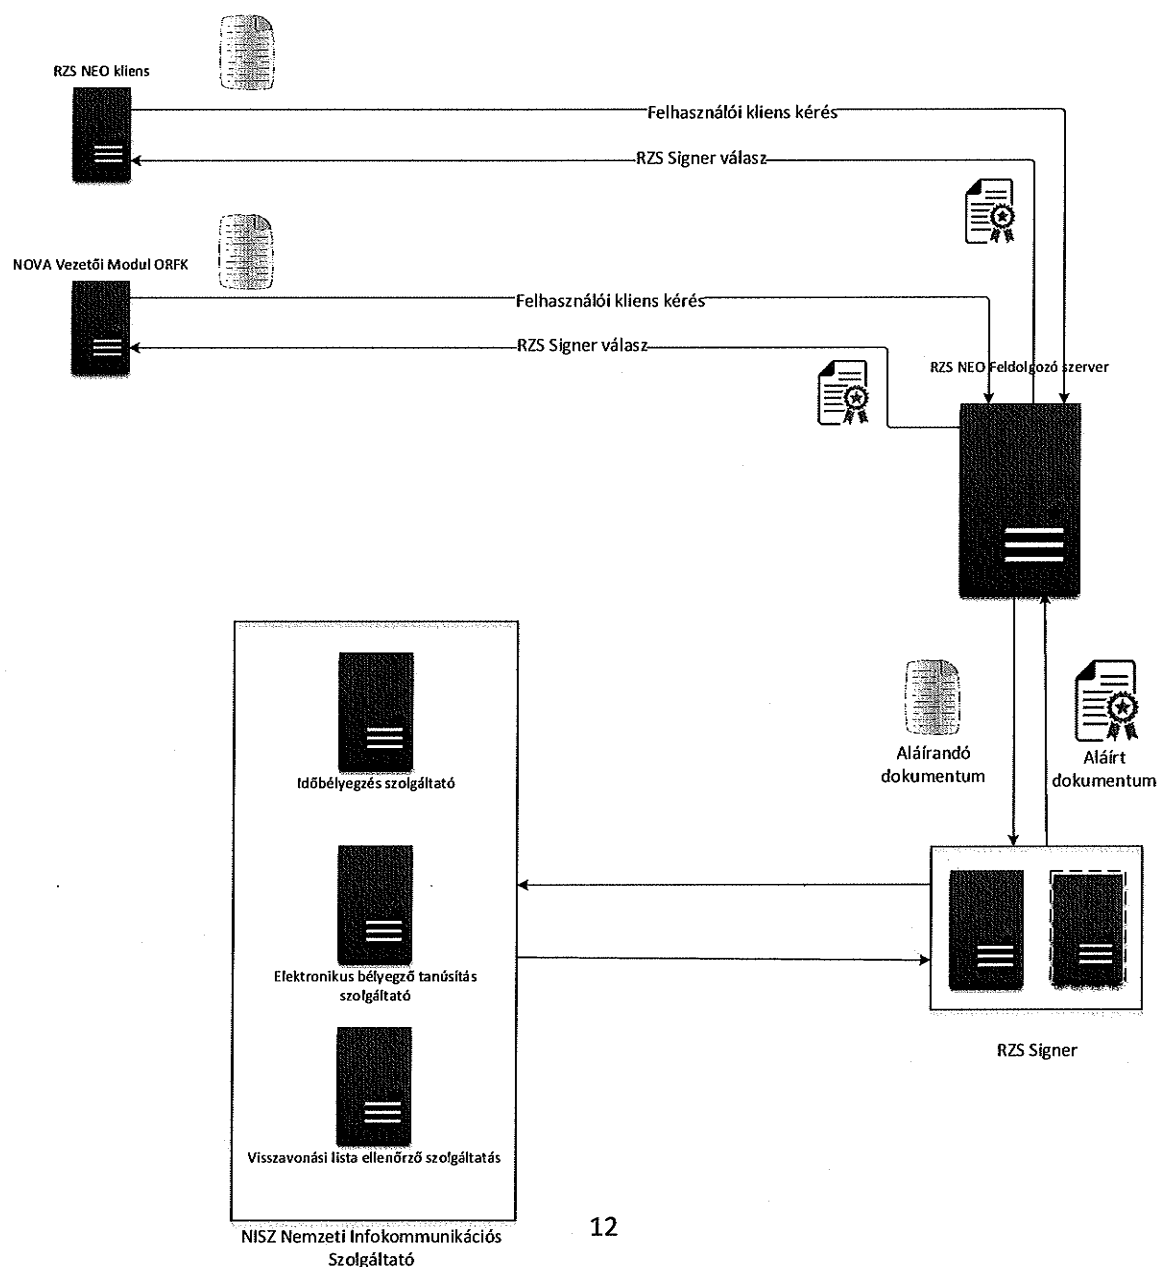 RZS NEO kliens
Felhasználói kliens kérés
RZS Signer válasz
NOVA Vezetői Modul ORFK
Felhasználói kliens kérés
RZS Signer válasz
RZS NEO Feldolgozó szerver
Időbélyegzés szolgáltató
Aláírandó
dokumentum
Aláírt
dokumentum
Elektronikus bélyegző tanúsítás
szolgáltató
RZS Signer
Visszavonási lista ellenőrző szolgáltatás
NISZ Nemzeti Infokommunikációs
Szolgáltató
12